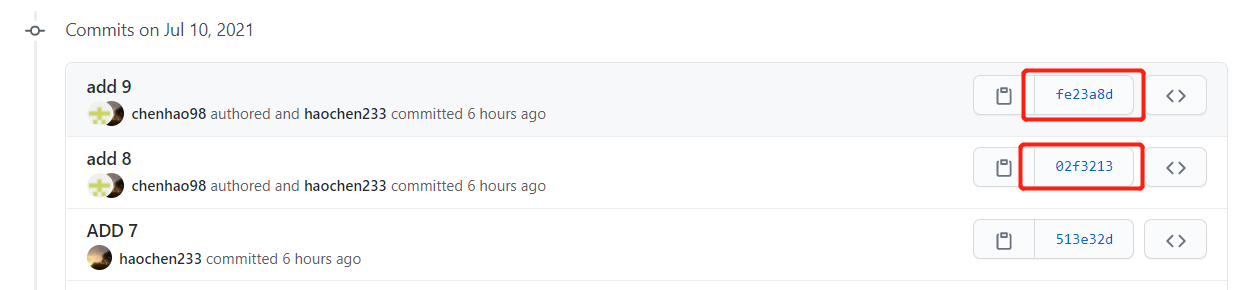 Commits on Jul 10, 2021
add 9
chenhao98 authored and haochen233 committed 6 hours ago
fe23a8d
add 8
chenhao98 authored and haochen233 committed 6 hours ago
02f3213
ADD 7
haochen233 committed 6 hours ago
513e32d